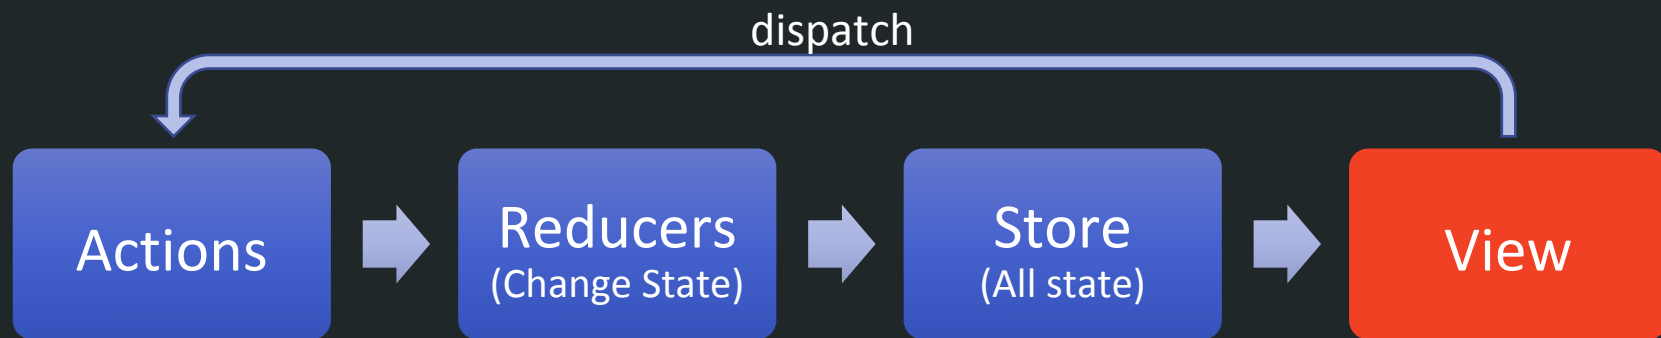 dispatch
Actions
Reducers
(Change State)
Store
(All state)
View